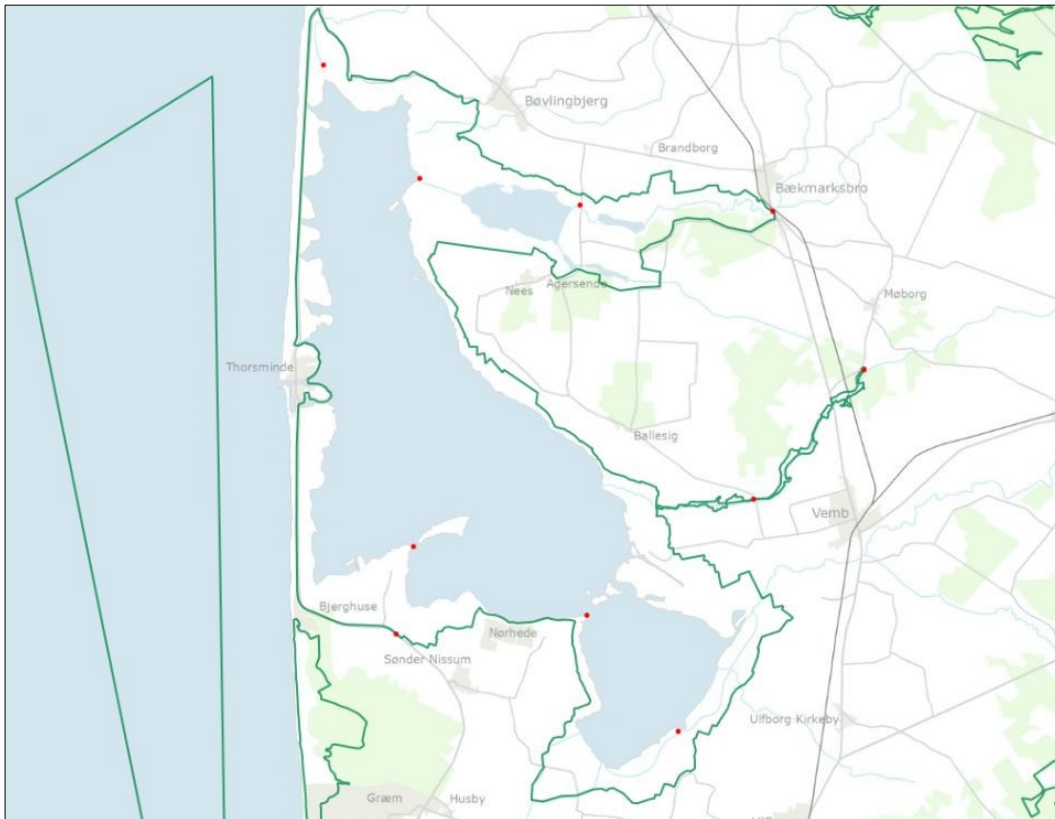 Bøvlingbjerg
Brandborg
Bækmarksbro
Nees
Agersende
Møborg
Thorsminde
Ballesig
Vemb
Bjerghuse
Nørhede
Sønder Nissum
Ulfborg Kirkeby
Græm
Husby